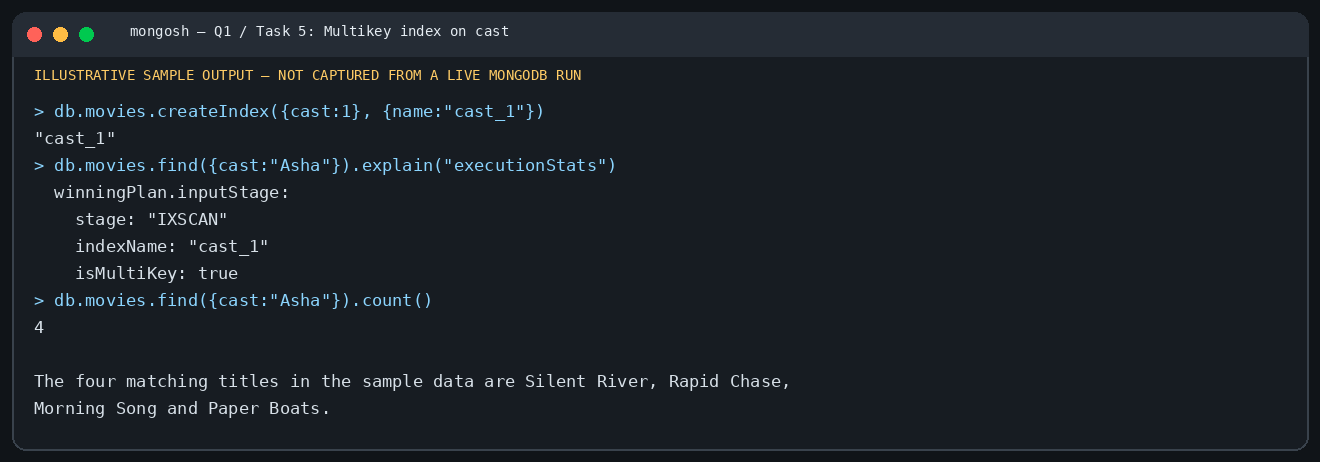 mongosh — Q1 / Task 5: Multikey index on cast
ILLUSTRATIVE SAMPLE OUTPUT — NOT CAPTURED FROM A LIVE MONGODB RUN
> db.movies.createIndex({cast:1}, {name:"cast_1"})
"cast_1"
> db.movies.find({cast:"Asha"}).explain("executionStats")
  winningPlan.inputStage:
    stage: "IXSCAN"
    indexName: "cast_1"
    isMultiKey: true
> db.movies.find({cast:"Asha"}).count()
4
The four matching titles in the sample data are Silent River, Rapid Chase,
Morning Song and Paper Boats.